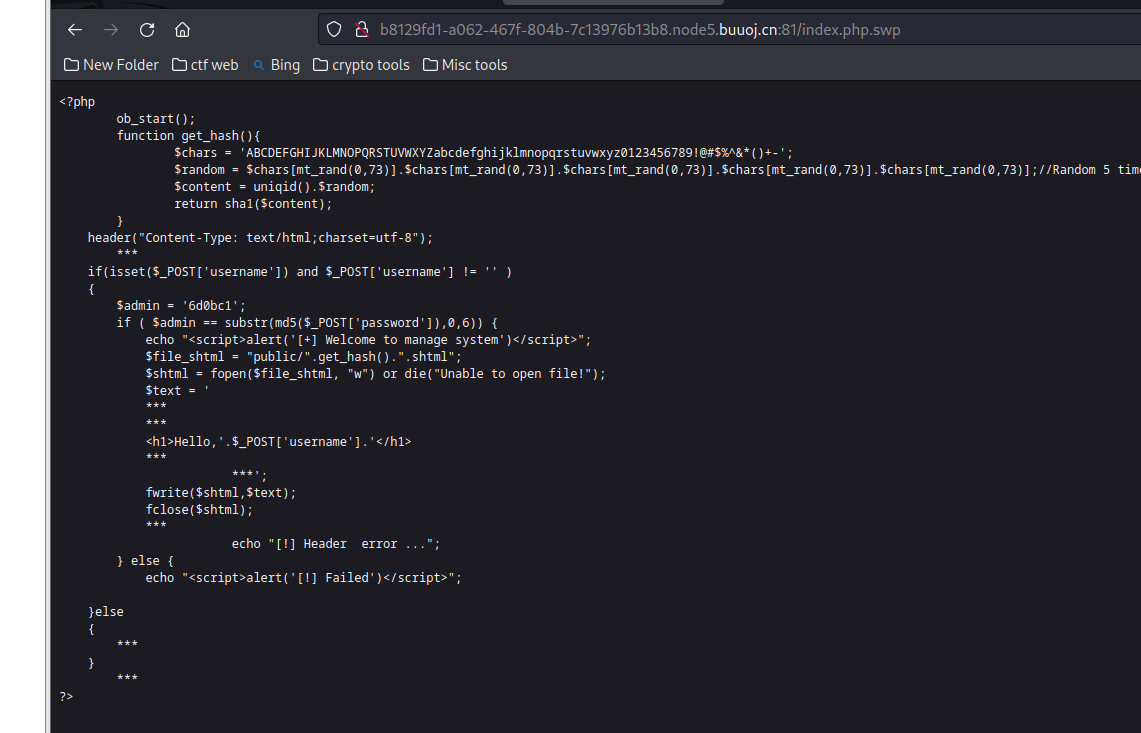 b8129fd1-a062-467f-804b-7c13976b13b8.node5.buuoj.cn:81/index.php.swp
New Folder ctf web Bing crypto tools Misc tools
<?php
ob_start();
function get_hash(){
$chars = 'ABCDEFGHIJKLMNOPQRSTUVWXYZabcdefghijklmnopqrstuvwxyz0123456789!@#$%^&*()+-';
$random = $chars[mt_rand(0,73)].$chars[mt_rand(0,73)].$chars[mt_rand(0,73)].$chars[mt_rand(0,73)].$chars[mt_rand(0,73)];//Random 5 tim
$content = uniqid().$random;
return sha1($content);
}
header("Content-Type: text/html;charset=utf-8");
***
if(isset($_POST['username']) and $_POST['username'] != '' )
{
$admin = '6d0bc1';
if ( $admin == substr(md5($_POST['password']),0,6)) {
echo "<script>alert('[+] Welcome to manage system')</script>";
$file_shtml = "public/".get_hash().".shtml";
$shtml = fopen($file_shtml, "w") or die("Unable to open file!");
$text = '
***
***
<h1>Hello,'.$_POST['username'].'</h1>
***
***';
fwrite($shtml,$text);
fclose($shtml);
***
echo "[!] Header  error ...";
} else {
echo "<script>alert('[!] Failed')</script>";
}else
{
***
}
***
?>